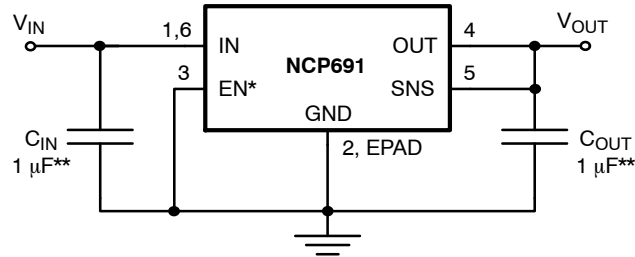 VIN
1,6
IN
NCP691
OUT
4
VOUT
3
EN*
SNS
5
GND
2, EPAD
CIN
1 μF**
COUT
1 μF**